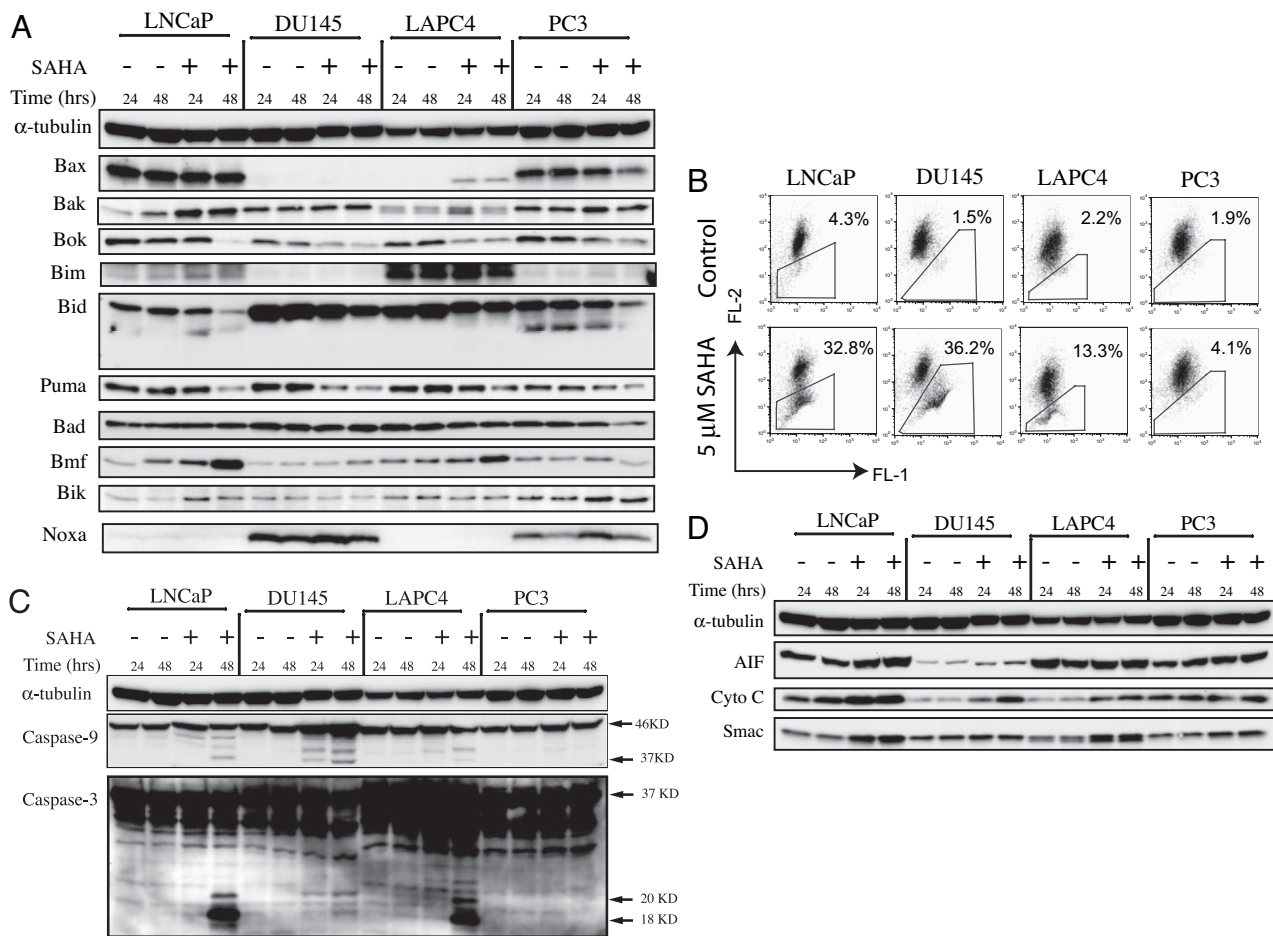 A
LNCaP DU145 LAPC4 PC3
SAHA - - + + - - + + - - + + - - + +
Time (hrs) 24 48 24 48 24 48 24 48 24 48 24 48 24 48 24 48
α-tubulin
Bax
Bak
Bok
Bim
Bid
Puma
Bad
Bmf
Bik
Noxa
B
LNCaP DU145 LAPC4 PC3
Control
4.3% 1.5% 2.2% 1.9%
5 μM SAHA
32.8% 36.2% 13.3% 4.1%
FL-2
FL-1
C
LNCaP DU145 LAPC4 PC3
SAHA - - + + - - + + - - + + - - + +
Time (hrs) 24 48 24 48 24 48 24 48 24 48 24 48 24 48 24 48
α-tubulin
Caspase-9
46KD
37KD
Caspase-3
37 KD
20 KD
18 KD
D
LNCaP DU145 LAPC4 PC3
SAHA - - + + - - + + - - + + - - + +
Time (hrs) 24 48 24 48 24 48 24 48 24 48 24 48 24 48 24 48
α-tubulin
AIF
Cyto C
Smac